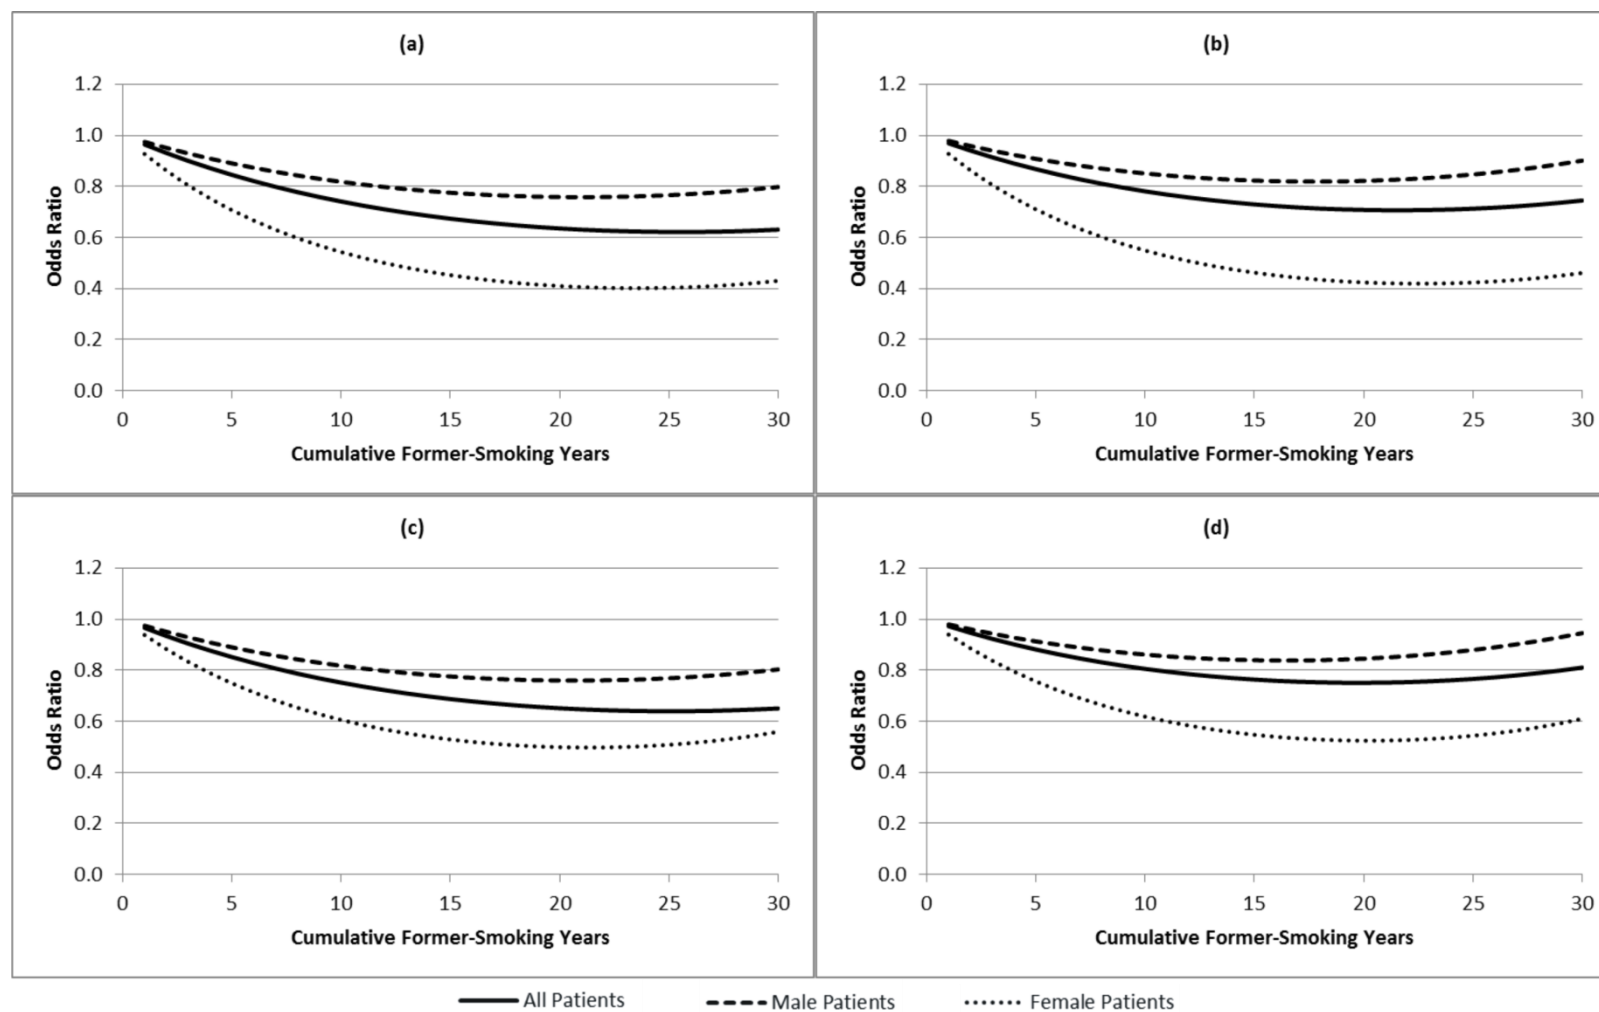 (a)
1.2
1.0
0.8
0.6
0.4
0.2
0.0
Odds Ratio
0 5 10 15 20 25 30
Cumulative Former-Smoking Years
(b)
1.2
1.0
0.8
0.6
0.4
0.2
0.0
Odds Ratio
0 5 10 15 20 25 30
Cumulative Former-Smoking Years
(c)
1.2
1.0
0.8
0.6
0.4
0.2
0.0
Odds Ratio
0 5 10 15 20 25 30
Cumulative Former-Smoking Years
(d)
1.2
1.0
0.8
0.6
0.4
0.2
0.0
Odds Ratio
0 5 10 15 20 25 30
Cumulative Former-Smoking Years
All Patients Male Patients Female Patients